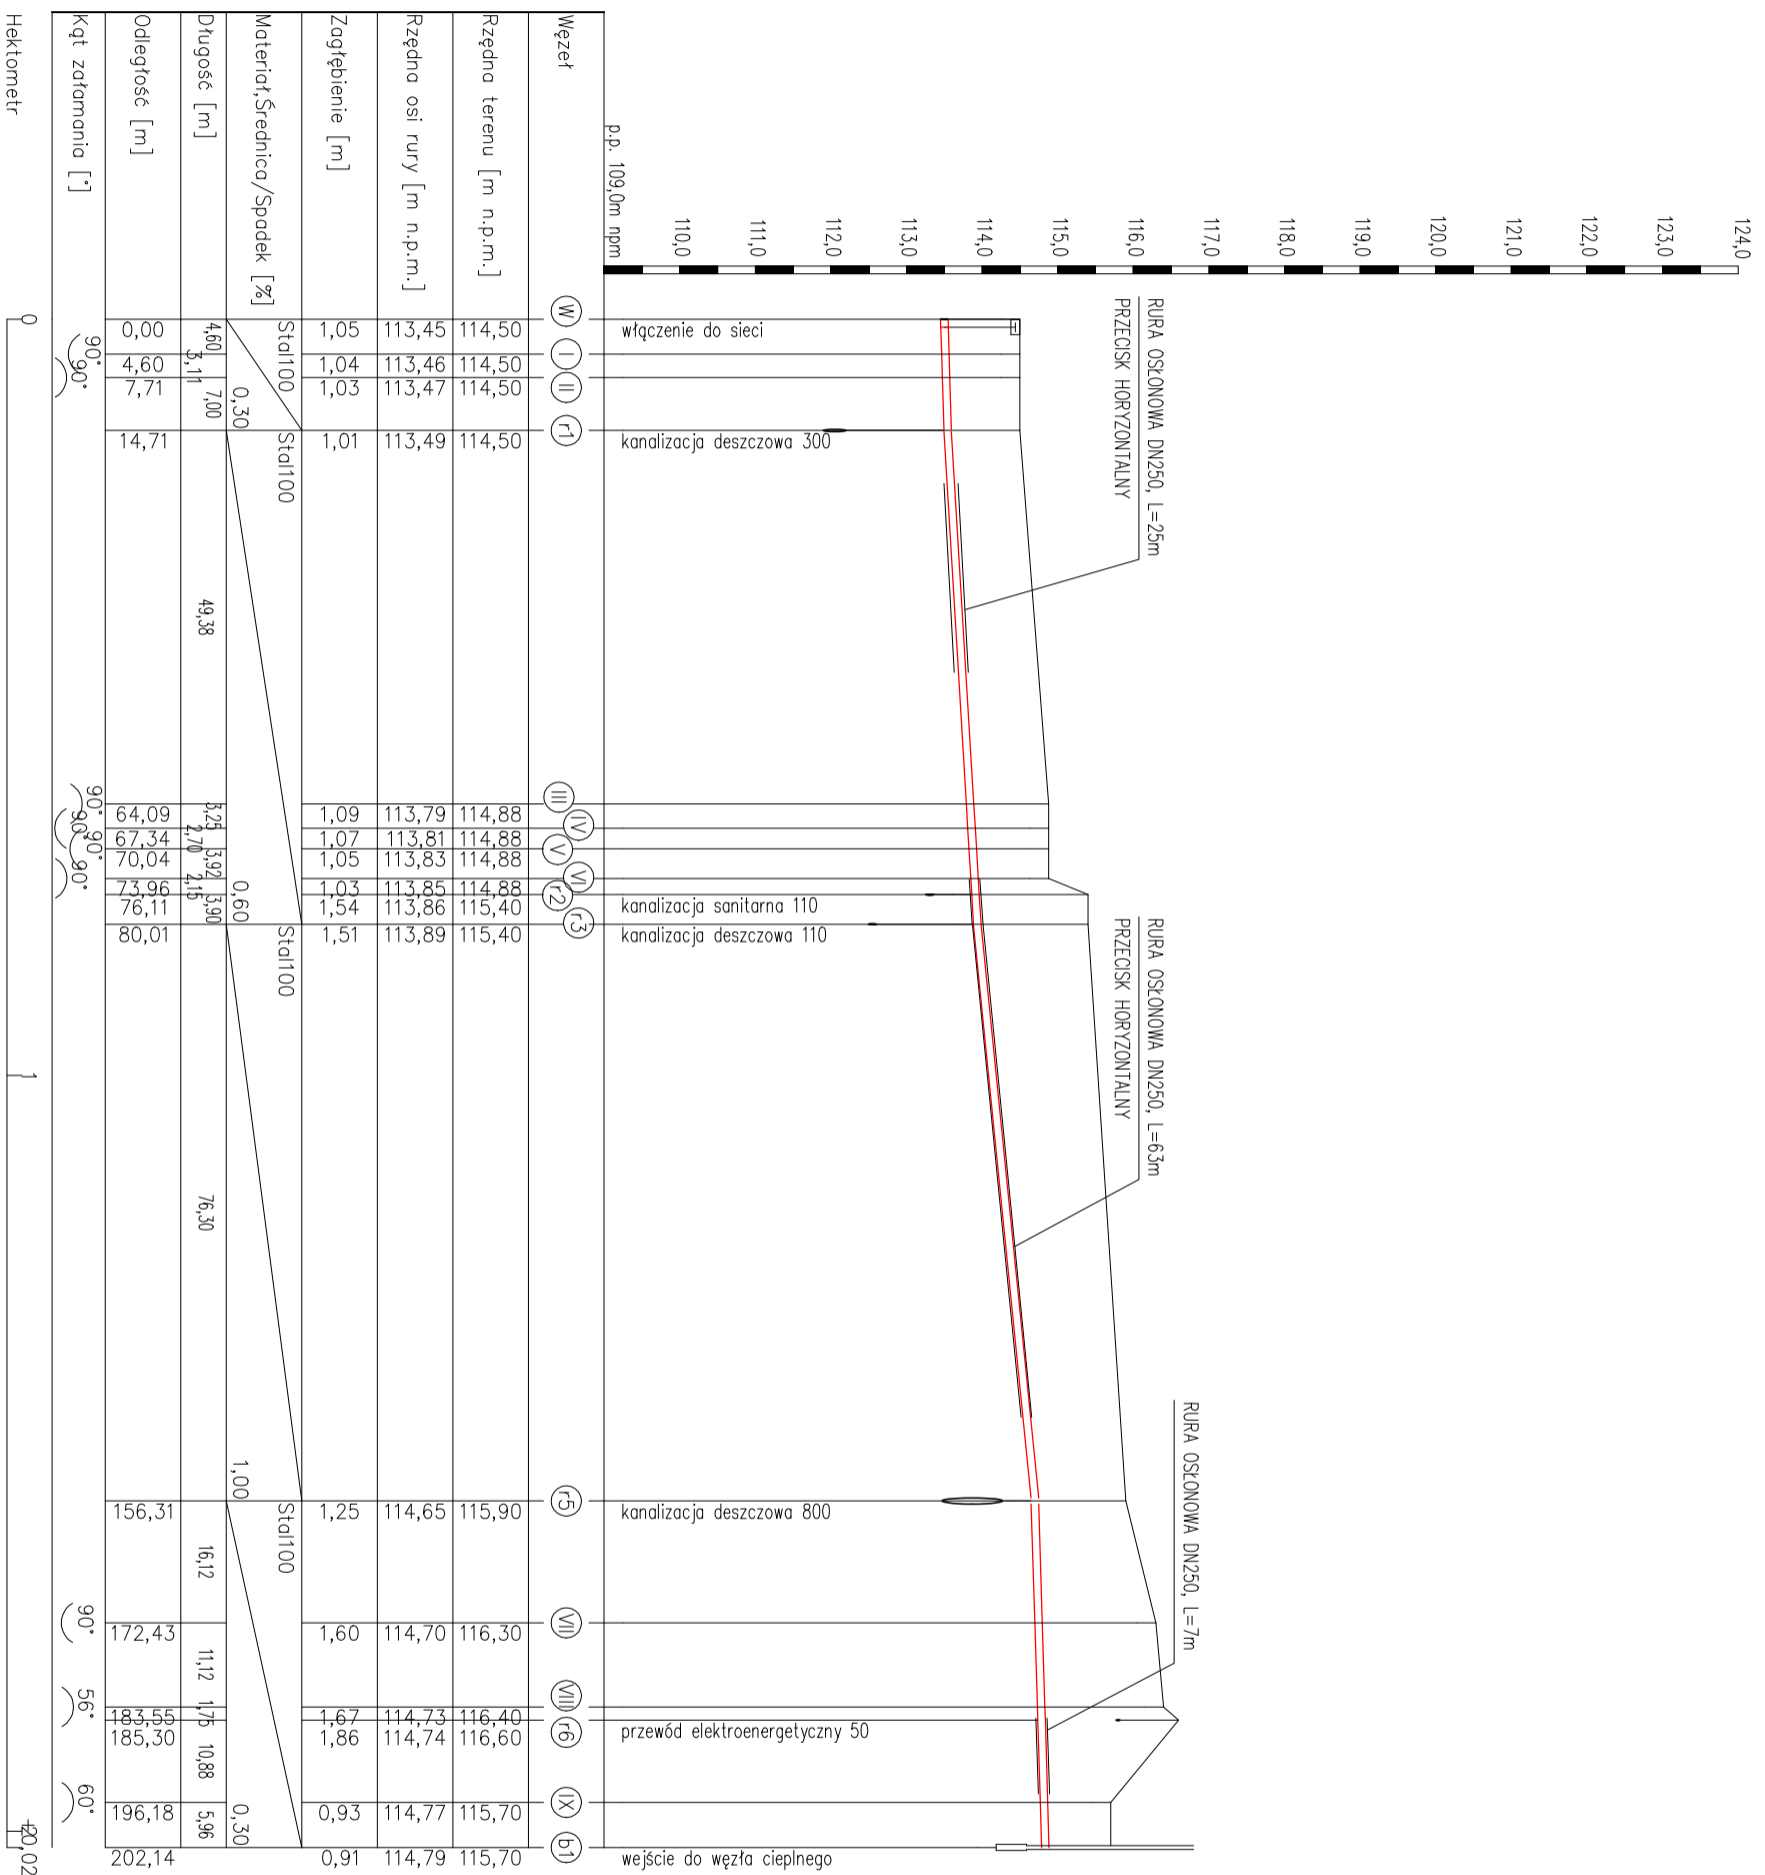 124,0
123,0
122,0
121,0
120,0
119,0
118,0
117,0
116,0
115,0
114,0
113,0
112,0
111,0
110,0
p.p. 109,0m npm
RURA OSŁONOWA DN250, L=25m
PRZECISK HORYZONTALNY
RURA OSŁONOWA DN250, L=63m
PRZECISK HORYZONTALNY
RURA OSŁONOWA DN250, L=7m
włączenie do sieci
kanalizacja deszczowa 300
kanalizacja sanitarna 110
kanalizacja deszczowa 110
kanalizacja deszczowa 800
przewód elektroenergetyczny 50
wejście do węzła cieplnego
Węzeł W I II r1 III IV V VI r2 r3 r5 VII VIII r6 IX b1
Rzędna terenu [m n.p.m.] 114,50 114,50 114,50 114,50 114,88 114,88 114,88 114,88 115,40 115,40 115,90 116,30 116,40 116,60 115,70 115,70
Rzędna osi rury [m n.p.m.] 113,45 113,46 113,47 113,49 113,79 113,81 113,83 113,85 113,86 113,89 114,65 114,70 114,73 114,74 114,77 114,79
Zagłębienie [m] 1,05 1,04 1,03 1,01 1,09 1,07 1,05 1,03 1,54 1,51 1,25 1,60 1,67 1,86 0,93 0,91
Materiał,Średnica/Spadek [%] Stal100 0,30 Stal100 0,60 Stal100 1,00 Stal100 0,30
Długość [m] 4,60 3,11 7,00 49,38 3,25 2,70 3,92 2,15 3,90 76,30 16,12 11,12 1,75 10,88 5,96
Odległość [m] 0,00 4,60 7,71 14,71 64,09 67,34 70,04 73,96 76,11 80,01 156,31 172,43 183,55 185,30 196,18 202,14
Kąt załamania [°] 90° 90° 90° 90° 90° 90° 90° 56° 60°
Hektometr 0 1